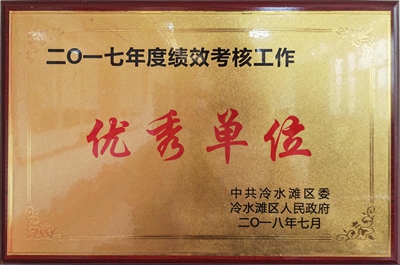 二〇一七年度绩效考核工作
优秀单位
中共冷水滩区委
冷水滩区人民政府
二〇一八年七月